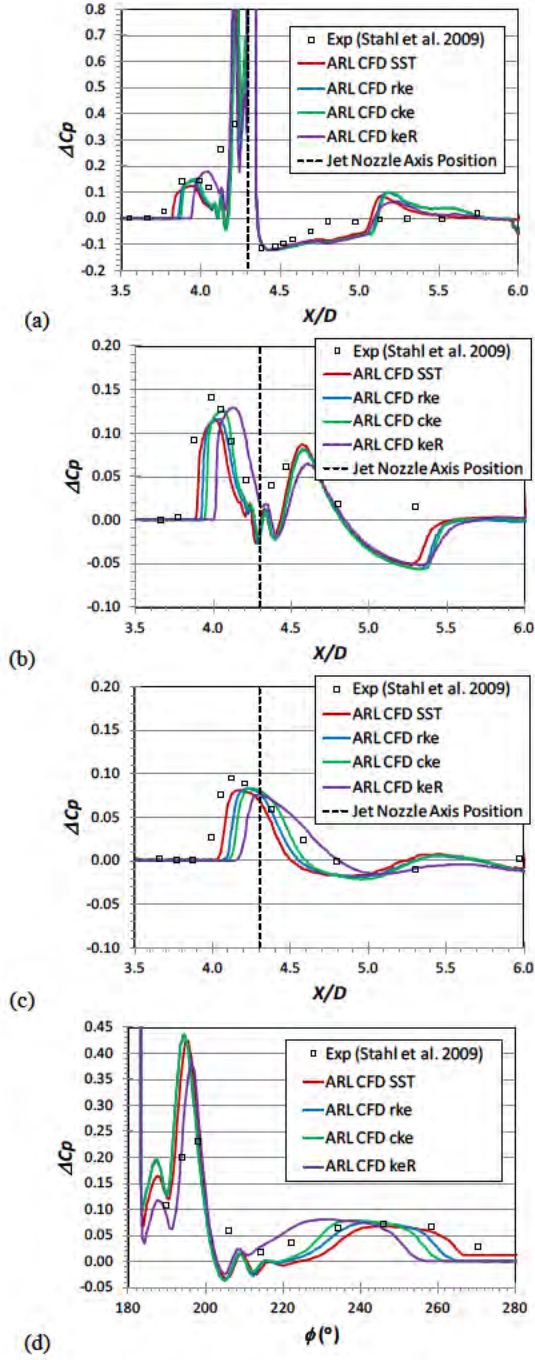 0.8
0.7
0.6
0.5
0.4
0.3
0.2
0.1
0.0
-0.1
-0.2
ΔCp
Exp (Stahl et al. 2009)
ARL CFD SST
ARL CFD rke
ARL CFD cke
ARL CFD keR
Jet Nozzle Axis Position
3.5 4.0 4.5 5.0 5.5 6.0
X/D
(a)
0.20
0.15
0.10
0.05
0.00
-0.05
-0.10
ΔCp
Exp (Stahl et al. 2009)
ARL CFD SST
ARL CFD rke
ARL CFD cke
ARL CFD keR
Jet Nozzle Axis Position
3.5 4.0 4.5 5.0 5.5 6.0
X/D
(b)
0.20
0.15
0.10
0.05
0.00
-0.05
-0.10
ΔCp
Exp (Stahl et al. 2009)
ARL CFD SST
ARL CFD rke
ARL CFD cke
ARL CFD keR
Jet Nozzle Axis Position
3.5 4.0 4.5 5.0 5.5 6.0
X/D
(c)
0.45
0.40
0.35
0.30
0.25
0.20
0.15
0.10
0.05
0.00
-0.05
ΔCp
Exp (Stahl et al. 2009)
ARL CFD SST
ARL CFD rke
ARL CFD cke
ARL CFD keR
180 200 220 240 260 280
ϕ (°)
(d)